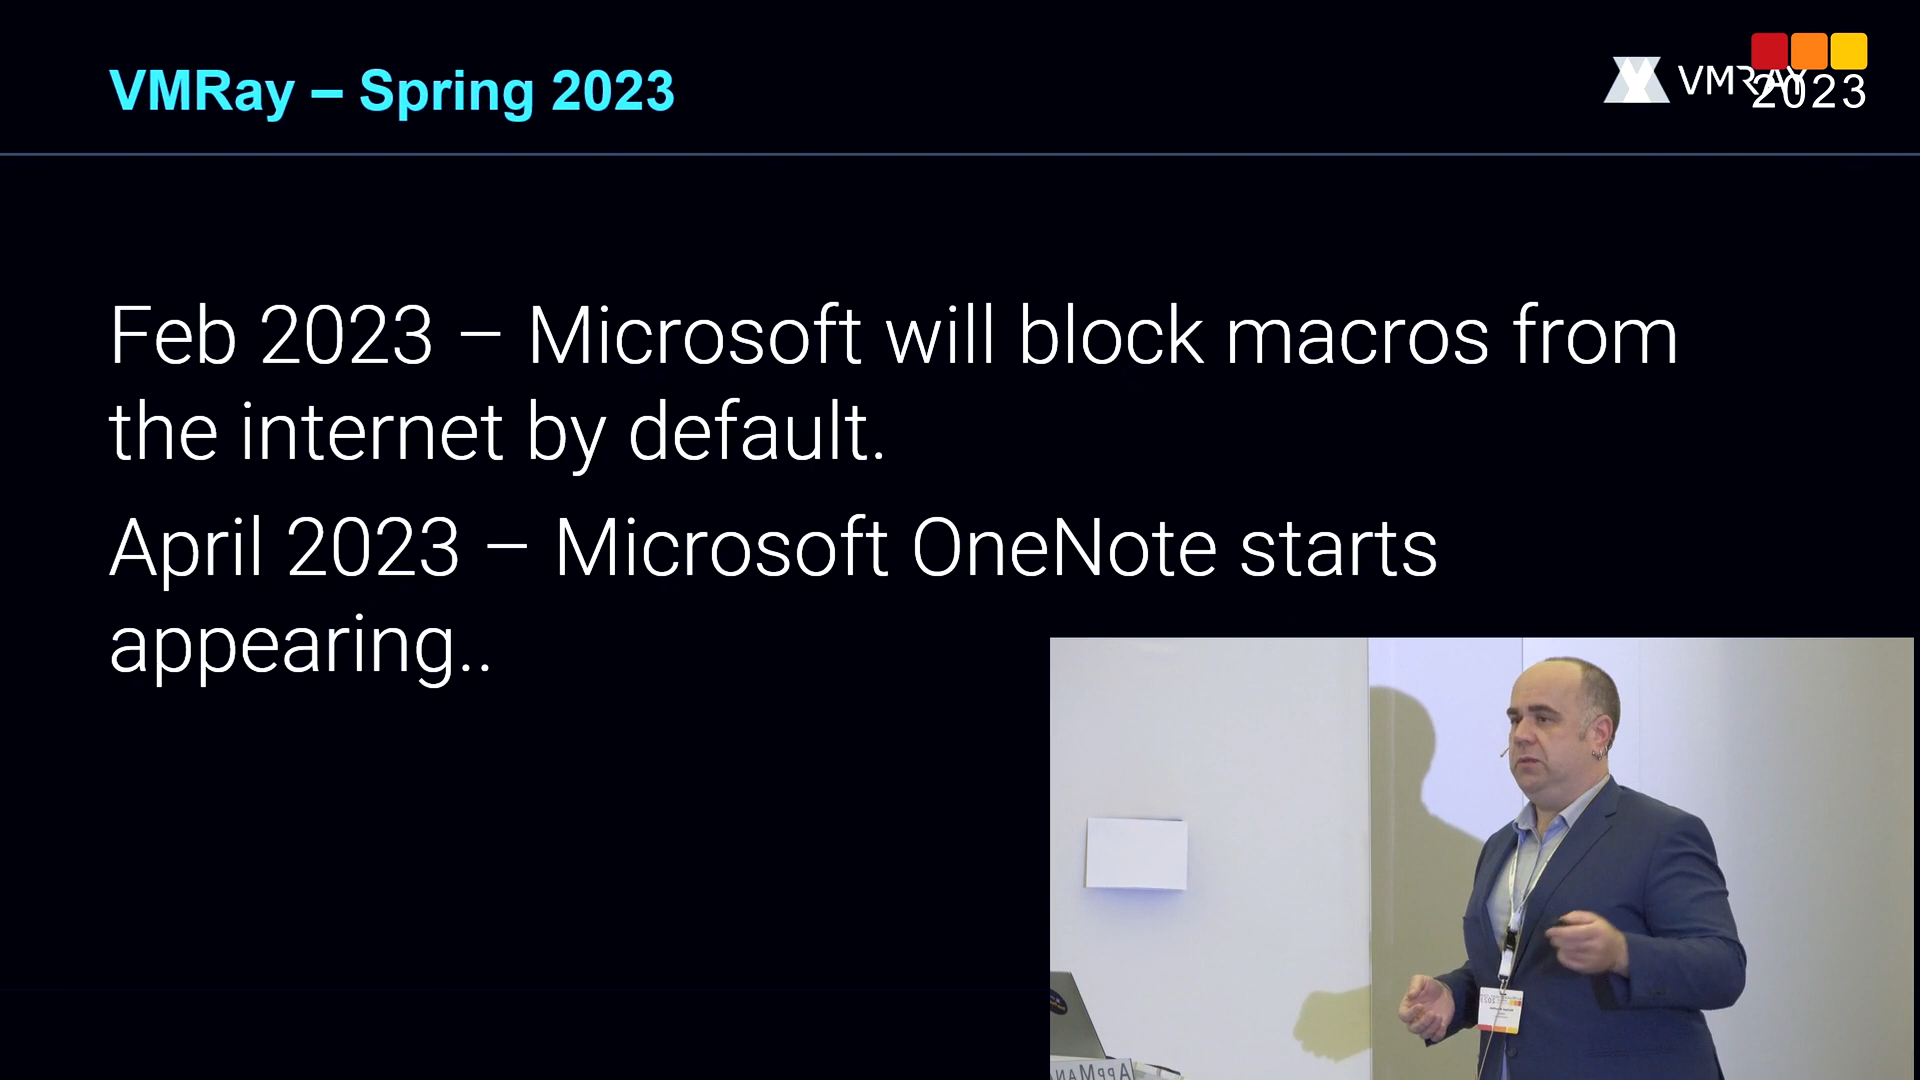 VMRay – Spring 2023
VMRAY
2023
Feb 2023 – Microsoft will block macros from
the internet by default.
April 2023 – Microsoft OneNote starts
appearing..
APPMAN